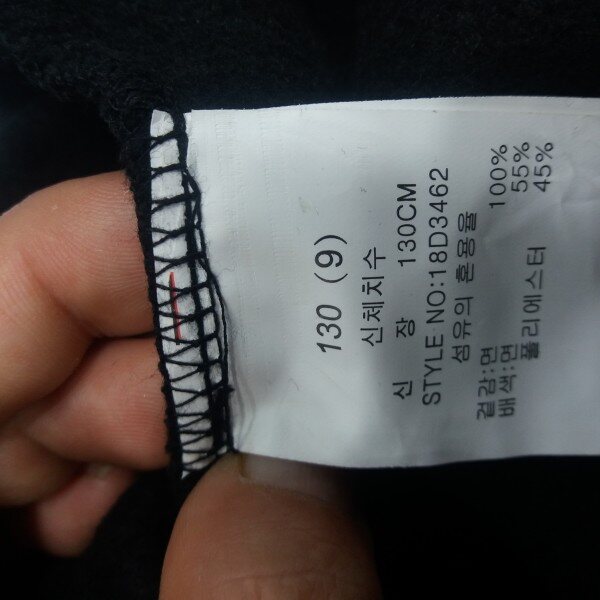 130 (9)
신체치수
신 장 130CM
STYLE NO:18D3462
섬유의 혼용율
겉감:면 100%
배색:면 55%
폴리에스터 45%